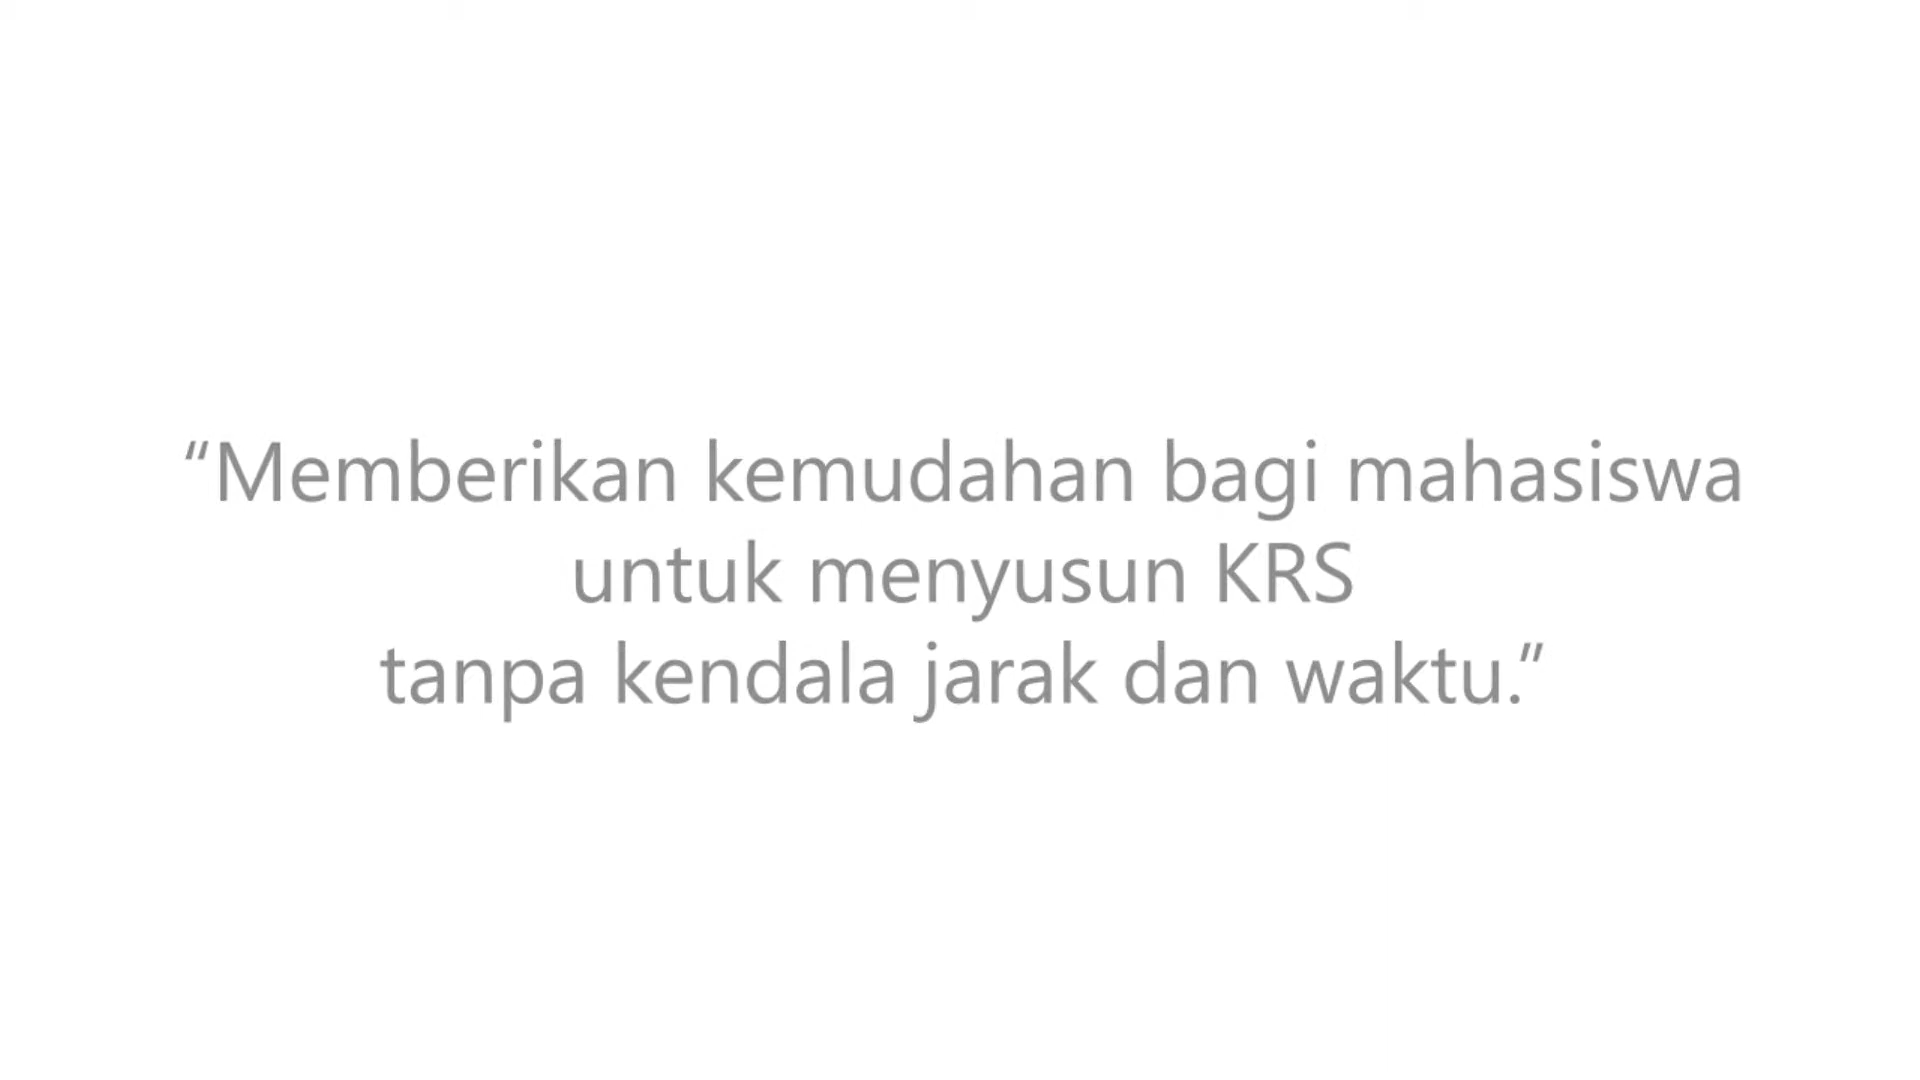 “Memberikan kemudahan bagi mahasiswa
untuk menyusun KRS
tanpa kendala jarak dan waktu.”